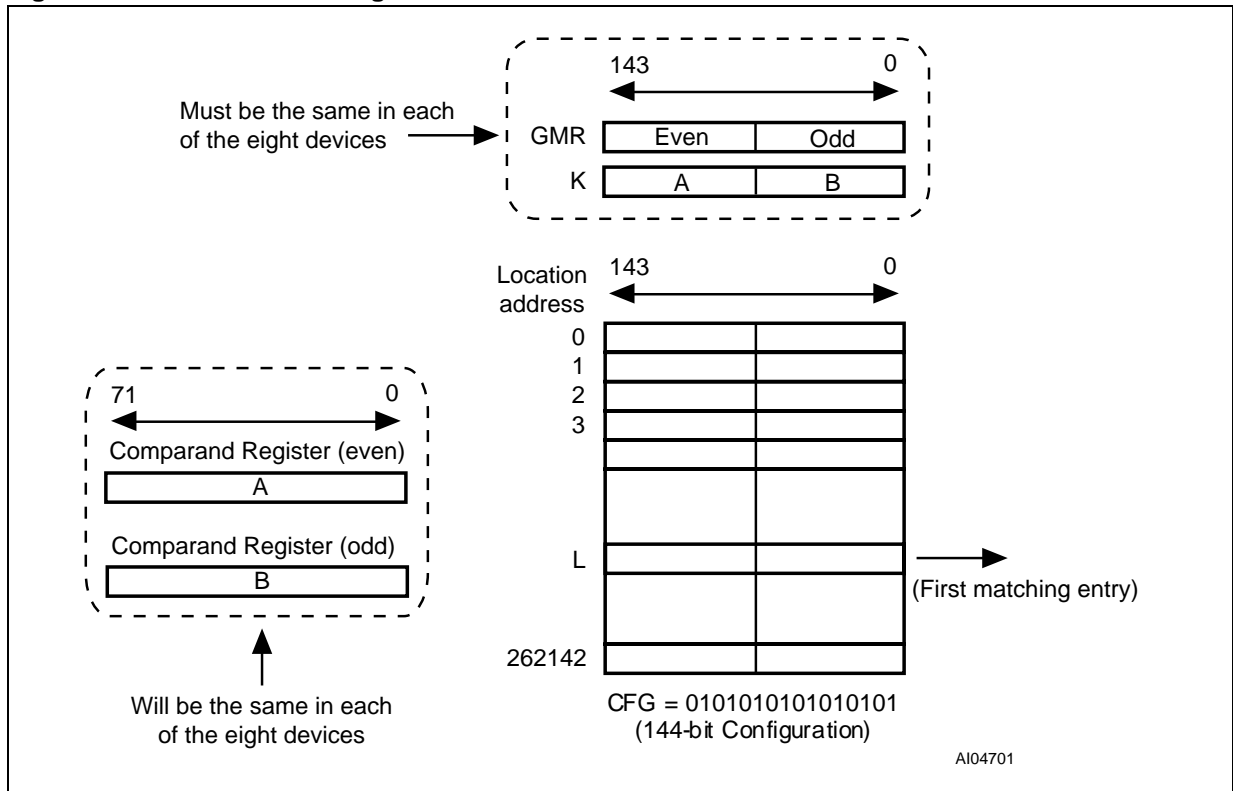 143 0
Must be the same in each
of the eight devices
GMR Even Odd
K A B
Location
address
143 0
0
1
2
3
71 0
Comparand Register (even)
A
Comparand Register (odd)
B
L
(First matching entry)
262142
Will be the same in each
of the eight devices
CFG = 0101010101010101
(144-bit Configuration)
AI04701